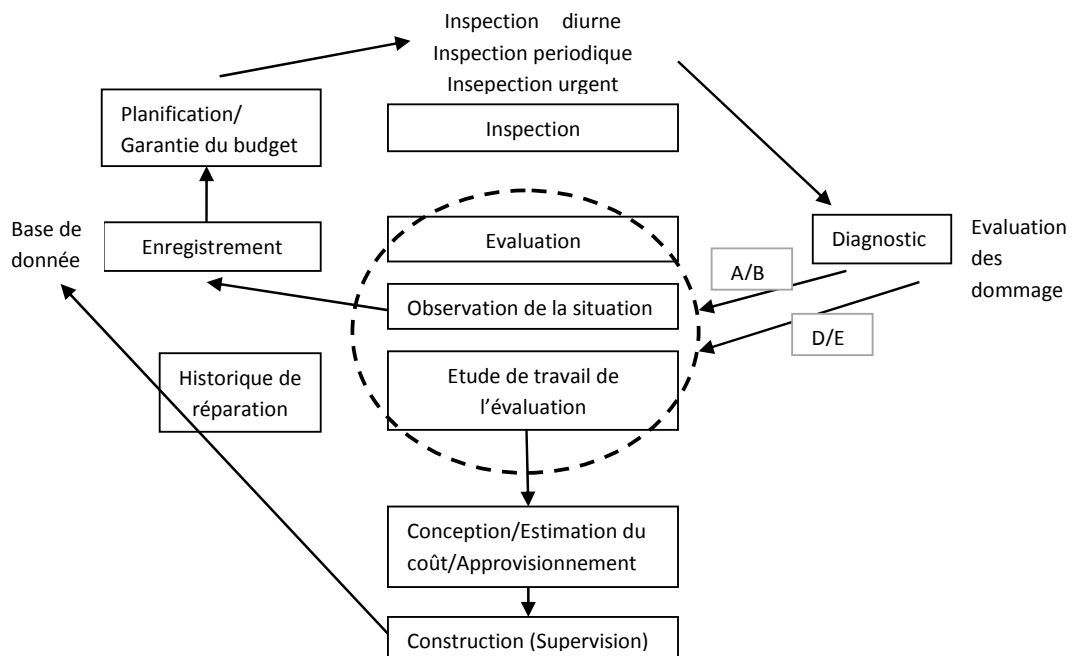 Inspection diurne
Inspection periodique
Insepection urgent
Planification/
Garantie du budget
Inspection
Base de
donnée
Enregistrement
Evaluation
Diagnostic
Evaluation
des
dommage
A/B
Observation de la situation
D/E
Historique de
réparation
Etude de travail de
l’évaluation
Conception/Estimation du
coût/Approvisionnement
Construction (Supervision)